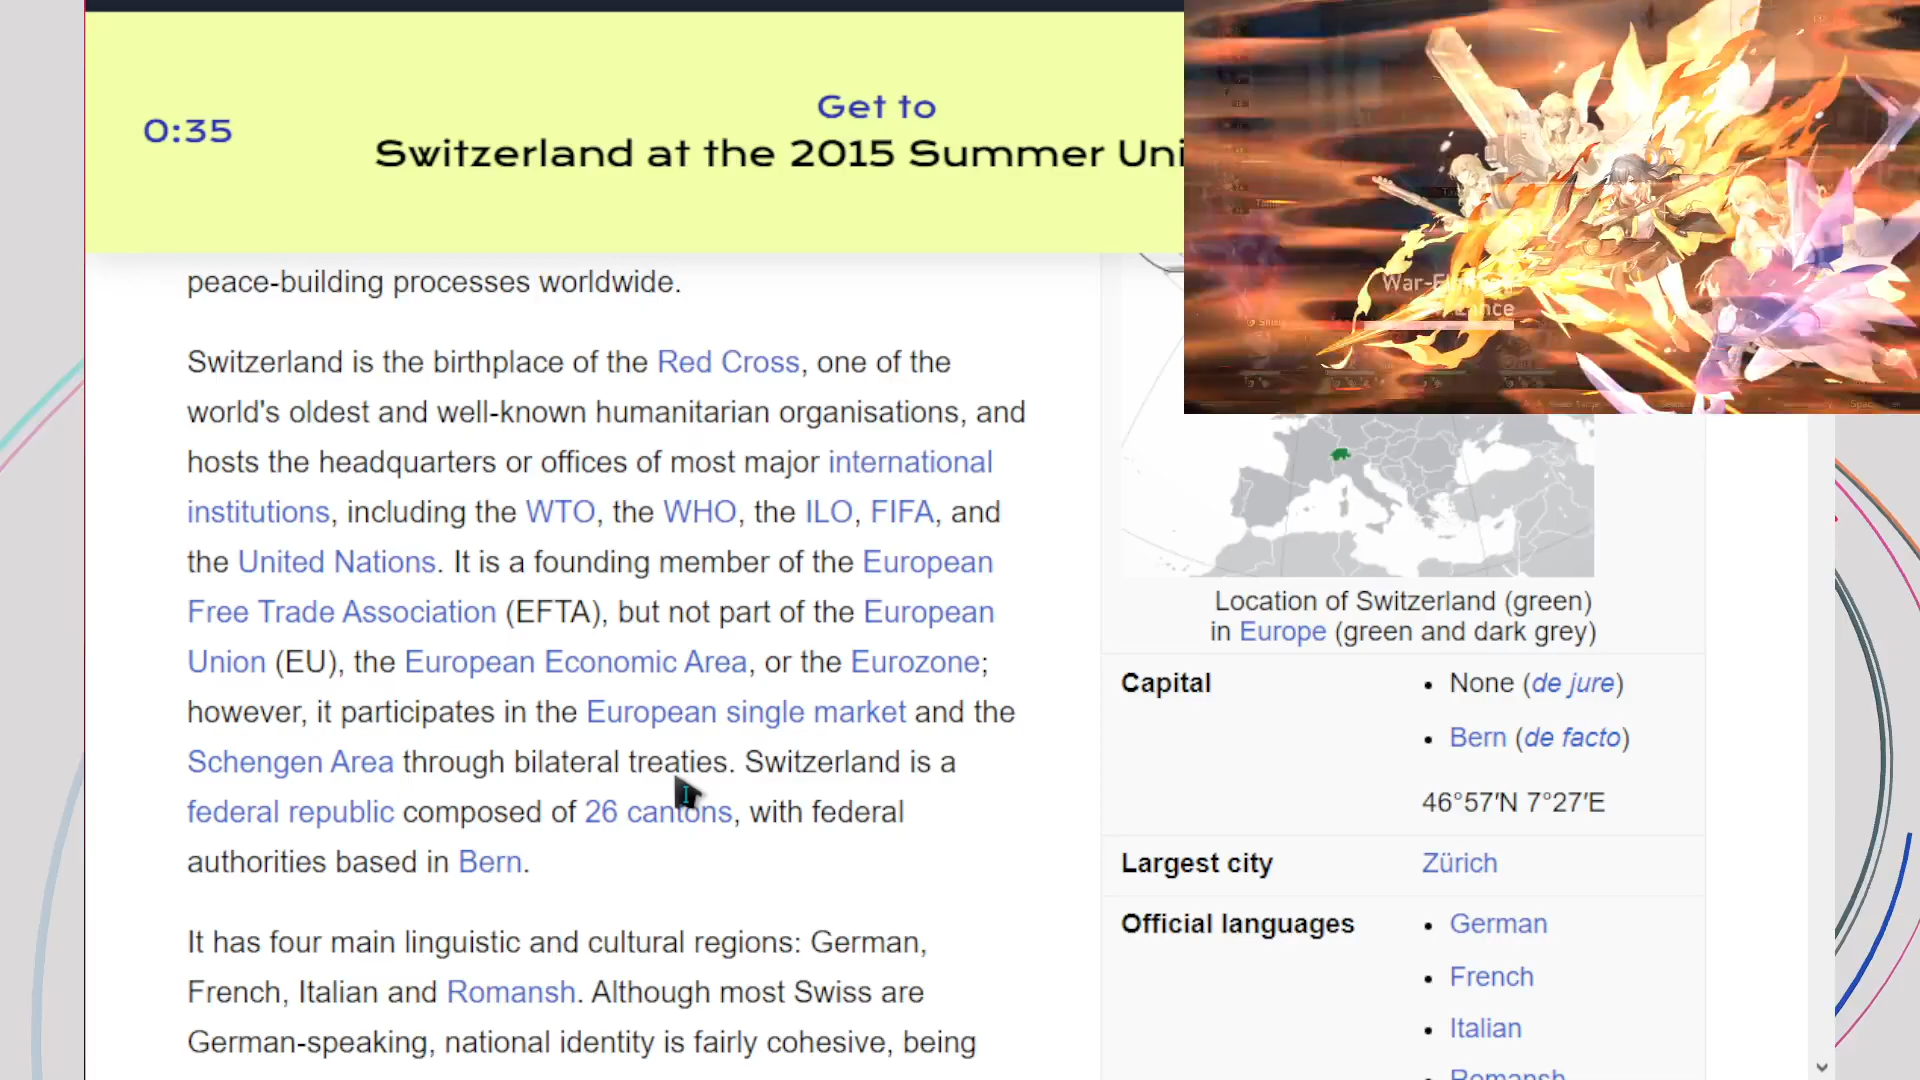 0:35
Get to
Switzerland at the 2015 Summer Uni
peace-building processes worldwide.
Switzerland is the birthplace of the Red Cross, one of the
world's oldest and well-known humanitarian organisations, and
hosts the headquarters or offices of most major international
institutions, including the WTO, the WHO, the ILO, FIFA, and
the United Nations. It is a founding member of the European
Free Trade Association (EFTA), but not part of the European
Union (EU), the European Economic Area, or the Eurozone;
however, it participates in the European single market and the
Schengen Area through bilateral treaties. Switzerland is a
federal republic composed of 26 cantons, with federal
authorities based in Bern.
It has four main linguistic and cultural regions: German,
French, Italian and Romansh. Although most Swiss are
German-speaking, national identity is fairly cohesive, being
Location of Switzerland (green)
in Europe (green and dark grey)
Capital
• None (de jure)
• Bern (de facto)
46°57′N 7°27′E
Largest city
Zürich
Official languages
• German
• French
• Italian
Romansh